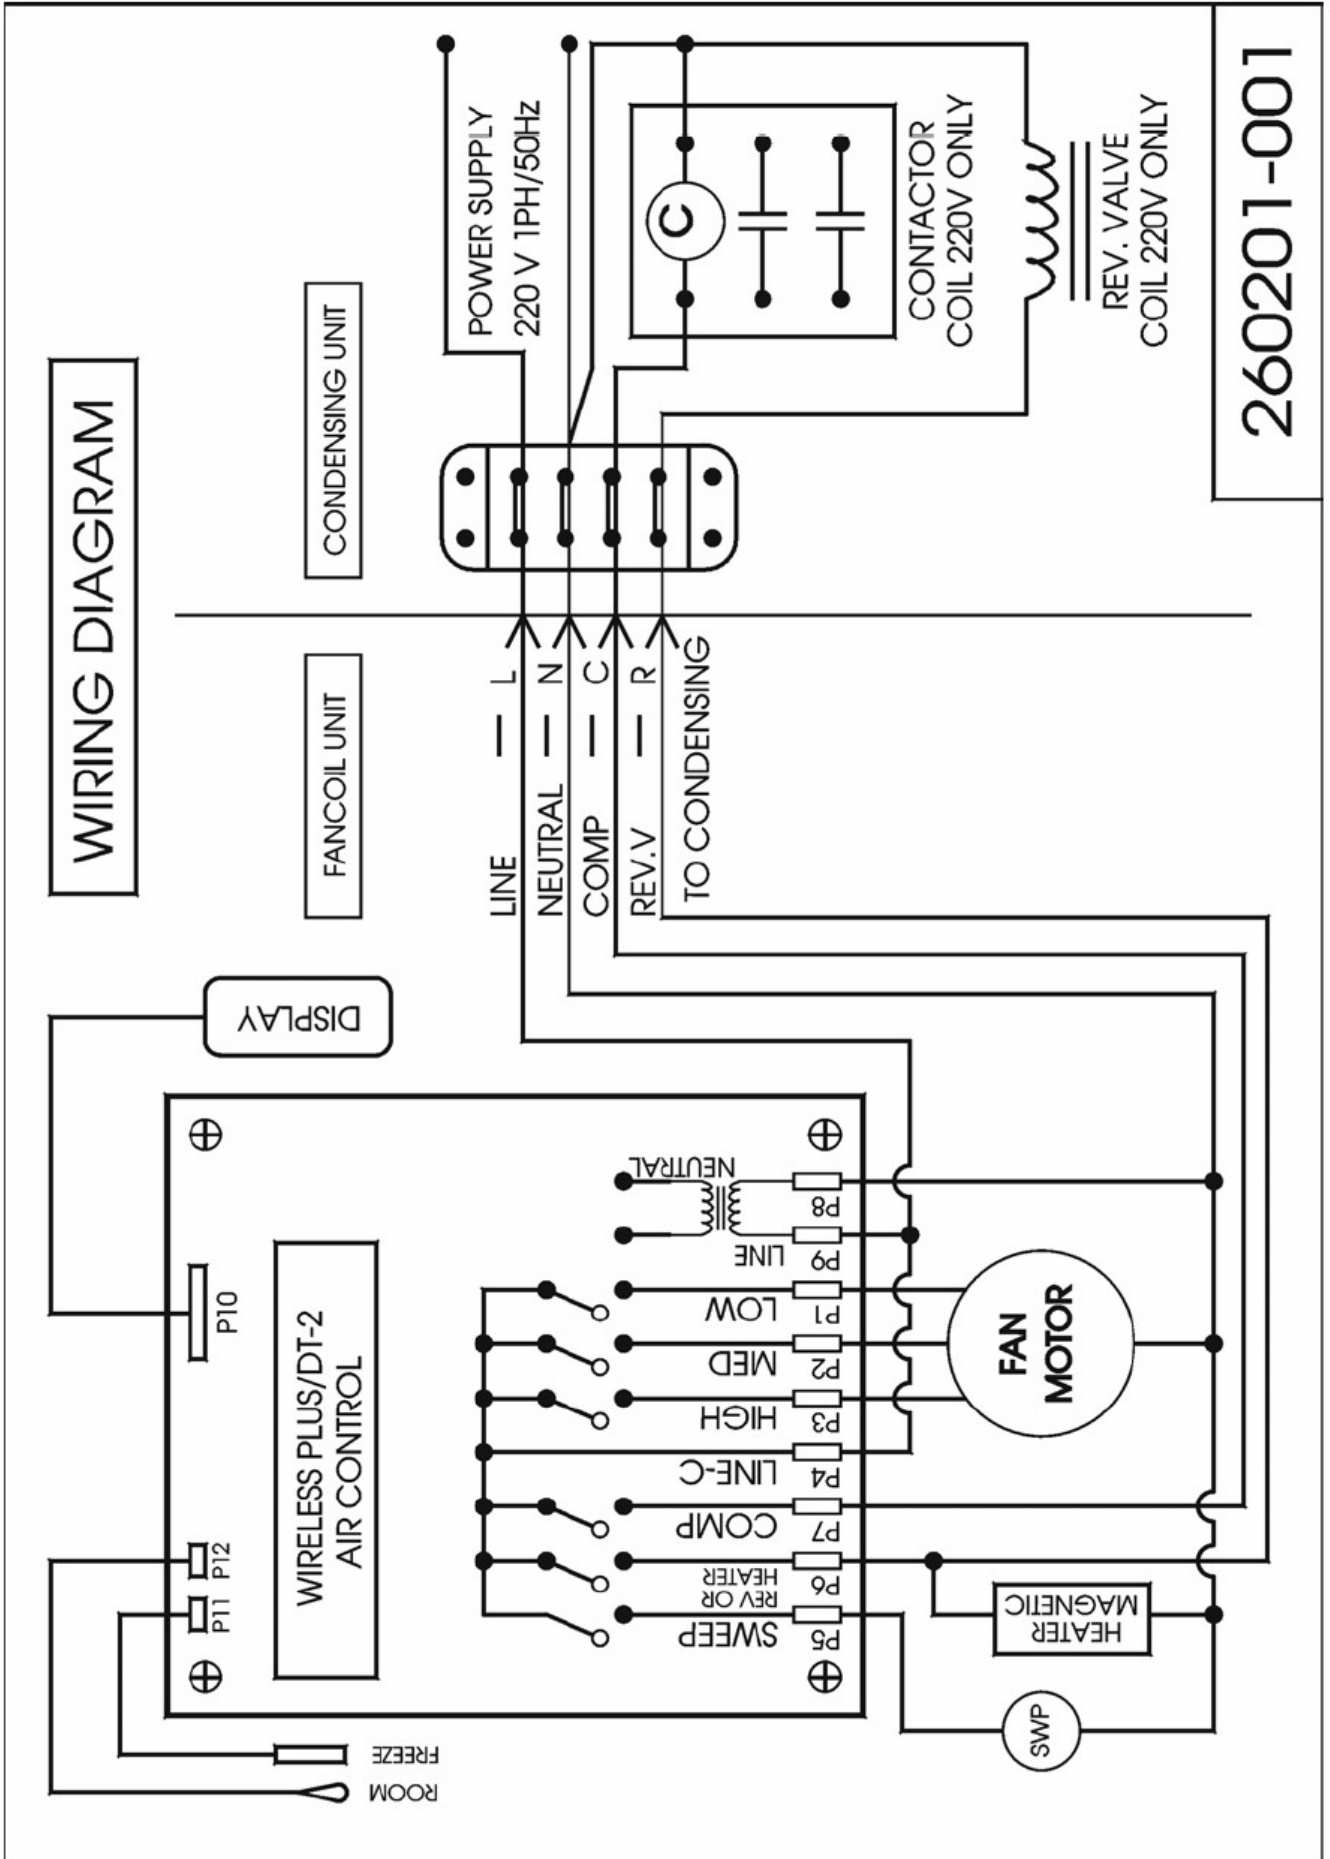 WIRING DIAGRAM
FANCOIL UNIT
CONDENSING UNIT
DISPLAY
POWER SUPPLY
220 V 1PH/50Hz
LINE — L
NEUTRAL — N
COMP — C
REV.V — R
TO CONDENSING
C
CONTACTOR
COIL 220V ONLY
REV. VALVE
COIL 220V ONLY
260201-001
P10
P12
P11
WIRELESS PLUS/DT-2
AIR CONTROL
FREEZE
ROOM
NEUTRAL
P8
LINE
P9
LOW
P1
MED
P2
HIGH
P3
LINE-C
P4
COMP
P7
REV OR
HEATER
P6
SWEEP
P5
FAN
MOTOR
HEATER
MAGNETIC
SWP